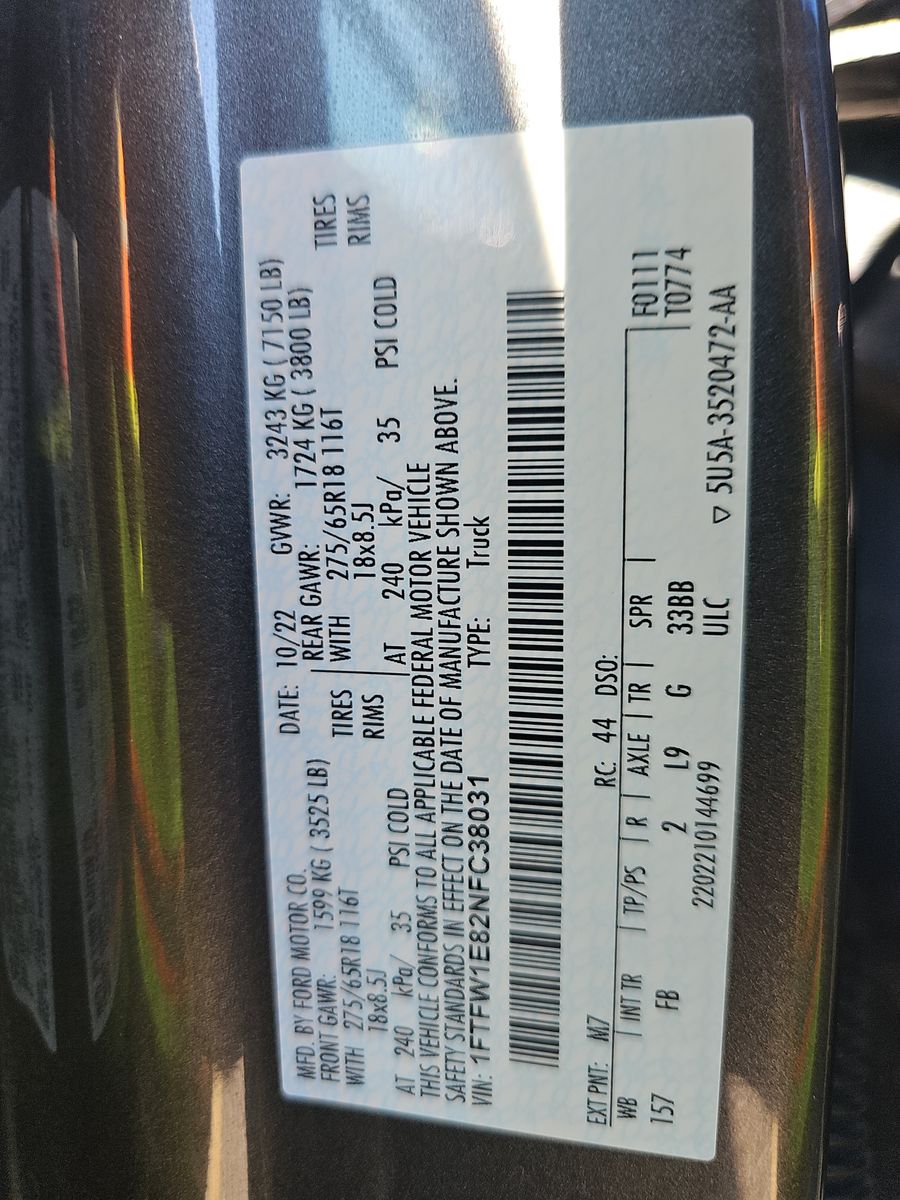 MFD. BY FORD MOTOR CO. DATE: 10/22 GVWR: 3243 KG ( 7150 LB)
FRONT GAWR: 1599 KG ( 3525 LB) REAR GAWR: 1724 KG ( 3800 LB)
WITH 275/65R18 116T TIRES WITH 275/65R18 116T TIRES
18x8.5J RIMS 18x8.5J RIMS
AT 240 kPa/ 35 PSI COLD AT 240 kPa/ 35 PSI COLD
THIS VEHICLE CONFORMS TO ALL APPLICABLE FEDERAL MOTOR VEHICLE
SAFETY STANDARDS IN EFFECT ON THE DATE OF MANUFACTURE SHOWN ABOVE.
VIN: 1FTFW1E82NFC38031 TYPE: Truck
EXT PNT: M7 RC: 44 DSO:
WB INT TR TP/PS R AXLE TR SPR F0111
157 FB 2 L9 G 33BB T0774
ULC
2202210144699 ▽ 5U5A-3520472-AA